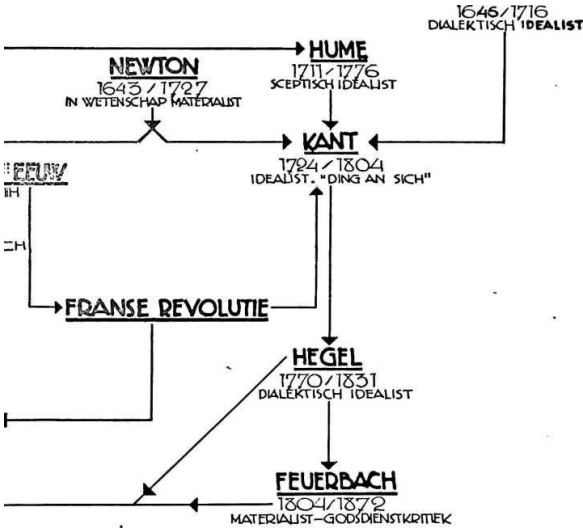 1646/1716
DIALEKTISCH IDEALIST
HUME
1711/1776
SCEPTISCH IDEALIST
NEWTON
1643/1727
IN WETENSCHAP MATERIALIST
KANT
1724/1804
IDEALIST. "DING AN SICH"
EEUW
CH
FRANSE REVOLUTIE
HEGEL
1770/1831
DIALEKTISCH IDEALIST
FEUERBACH
1804/1872
MATERIALIST-GODSDIENSTKRITIEK